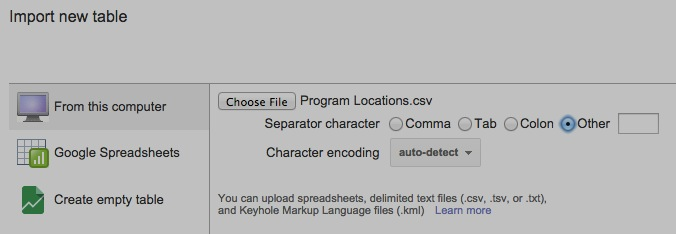 Import new table
From this computer
Google Spreadsheets
Create empty table
Choose File Program Locations.csv
Separator character Comma Tab Colon Other
Character encoding auto-detect
You can upload spreadsheets, delimited text files (.csv, .tsv, or .txt),
and Keyhole Markup Language files (.kml) Learn more